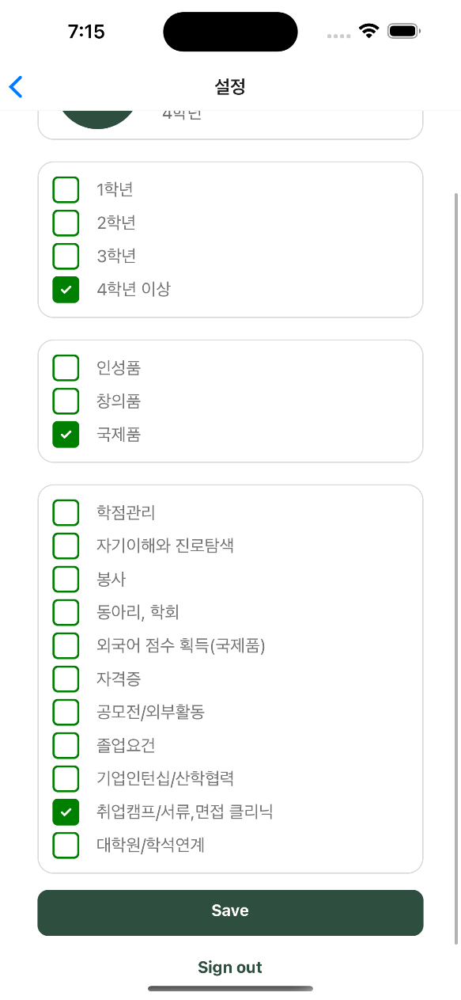 7:15
설정
4학년
1학년
2학년
3학년
4학년 이상
인성품
창의품
국제품
학점관리
자기이해와 진로탐색
봉사
동아리, 학회
외국어 점수 획득(국제품)
자격증
공모전/외부활동
졸업요건
기업인턴십/산학협력
취업캠프/서류,면접 클리닉
대학원/학석연계
Save
Sign out